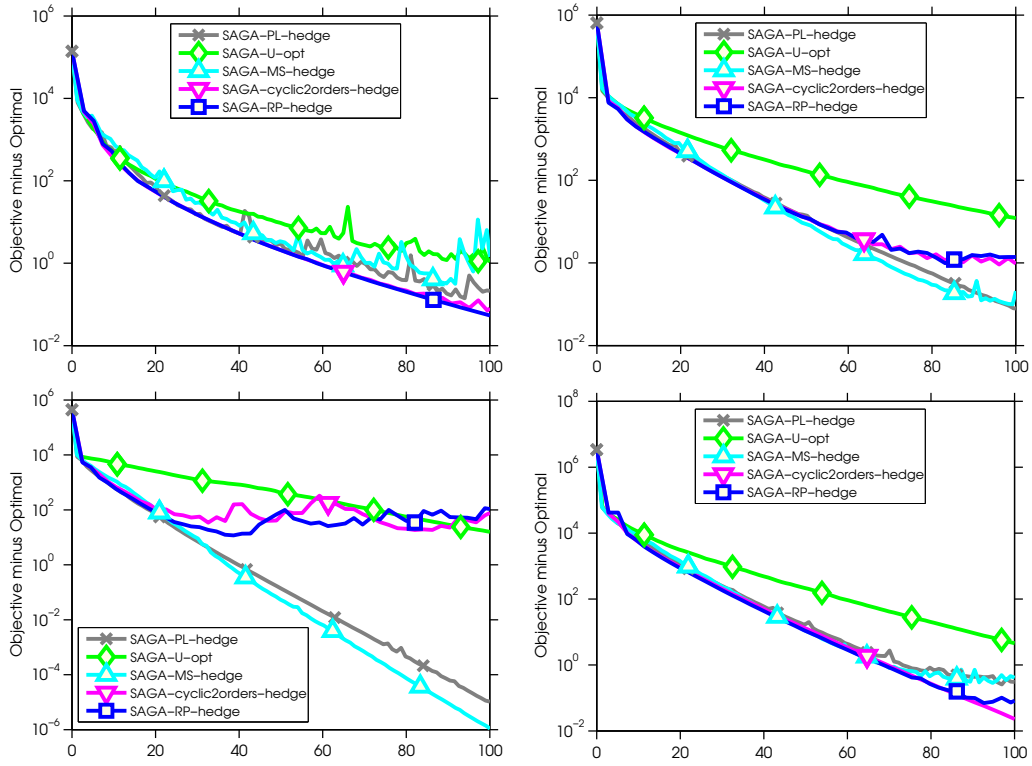 10^6
10^4
10^2
10^0
10^−2
Objective minus Optimal
SAGA−PL−hedge
SAGA−U−opt
SAGA−MS−hedge
SAGA−cyclic2orders−hedge
SAGA−RP−hedge
0 20 40 60 80 100
10^6
10^4
10^2
10^0
10^−2
Objective minus Optimal
SAGA−PL−hedge
SAGA−U−opt
SAGA−MS−hedge
SAGA−cyclic2orders−hedge
SAGA−RP−hedge
0 20 40 60 80 100
10^6
10^4
10^2
10^0
10^−2
10^−4
10^−6
Objective minus Optimal
SAGA−PL−hedge
SAGA−U−opt
SAGA−MS−hedge
SAGA−cyclic2orders−hedge
SAGA−RP−hedge
0 20 40 60 80 100
10^8
10^6
10^4
10^2
10^0
10^−2
Objective minus Optimal
SAGA−PL−hedge
SAGA−U−opt
SAGA−MS−hedge
SAGA−cyclic2orders−hedge
SAGA−RP−hedge
0 20 40 60 80 100